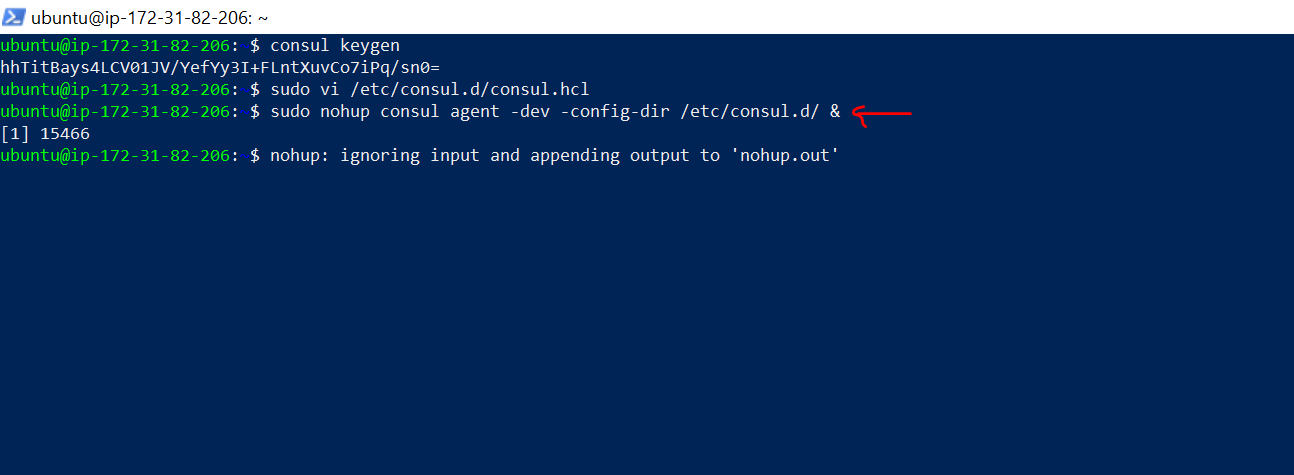 ubuntu@ip-172-31-82-206: ~
ubuntu@ip-172-31-82-206:~$ consul keygen
hhTitBays4LCV01JV/YefYy3I+FLntXuvCo7iPq/sn0=
ubuntu@ip-172-31-82-206:~$ sudo vi /etc/consul.d/consul.hcl
ubuntu@ip-172-31-82-206:~$ sudo nohup consul agent -dev -config-dir /etc/consul.d/ &
[1] 15466
ubuntu@ip-172-31-82-206:~$ nohup: ignoring input and appending output to 'nohup.out'